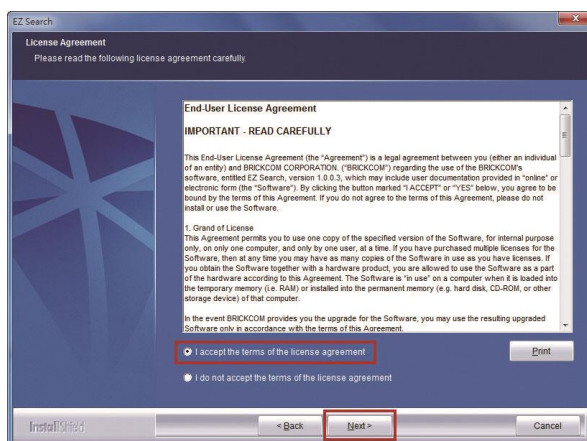 EZ Search
License Agreement
Please read the following license agreement carefully.
End-User License Agreement
IMPORTANT - READ CAREFULLY
This End-User License Agreement (the "Agreement") is a legal agreement between you (either an individual
of an entity) and BRICKCOM CORPORATION. ("BRICKCOM") regarding the use of the BRICKCOM's
software, entitled EZ Search, version 1.0.0.3, which may include user documentation provided in "online" or
electronic form (the "Software"). By clicking the button marked "I ACCEPT" or "YES" below, you agree to be
bound by the terms of this Agreement. If you do not agree to the terms of this Agreement, please do not
install or use the Software.
1. Grand of License
This Agreement permits you to use one copy of the specified version of the Software, for internal purpose
only, on only one computer, and only by one user, at a time. If you have purchased multiple licenses for the
Software, then at any time you may have as many copies of the Software in use as you have licenses. If
you obtain the Software together with a hardware product, you are allowed to use the Software as a part
of the hardware according to this Agreement. The Software is "in use" on a computer when it is loaded into
the temporary memory (i.e. RAM) or installed into the permanent memory (e.g. hard disk, CD-ROM, or other
storage device) of that computer.
In the event BRICKCOM provides you the upgrade for the Software, you may use the resulting upgraded
Software only in accordance with the terms of this Agreement.
I accept the terms of the license agreement
Print
I do not accept the terms of the license agreement
InstallShield
< Back
Next >
Cancel